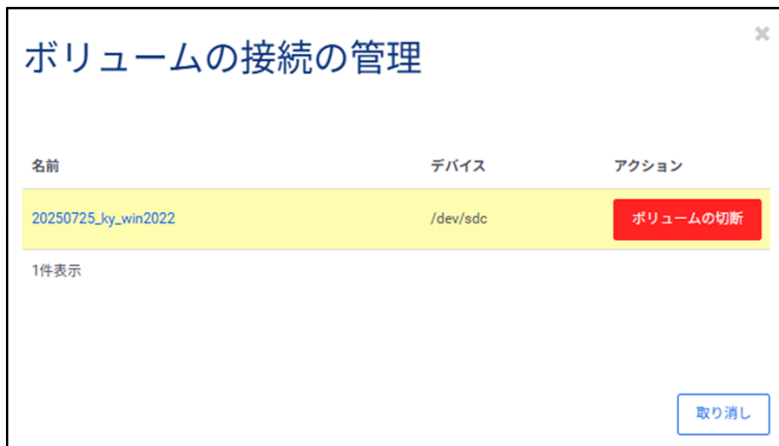 ボリュームの接続の管理
×
名前 デバイス アクション
20250725_ky_win2022 /dev/sdc ボリュームの切断
1件表示
取り消し